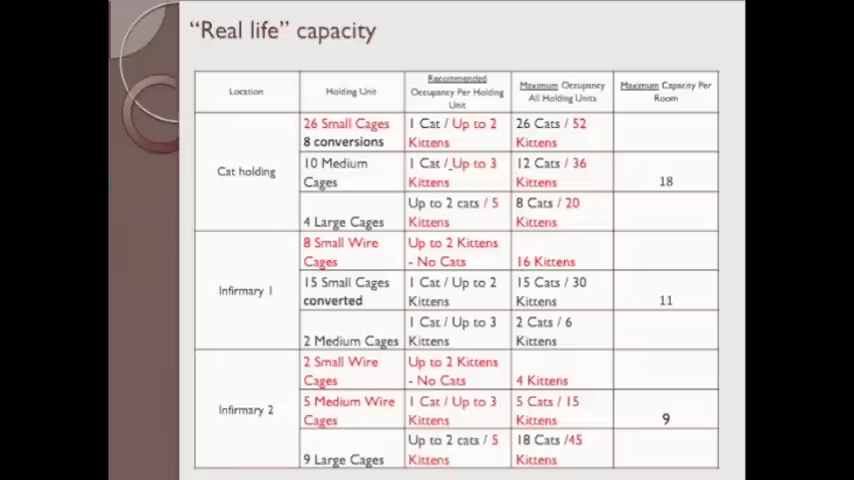 “Real life” capacity
Location
Holding Unit
Recommended
Occupancy Per Holding
Unit
Maximum Occupancy
All Holding Units
Maximum Capacity Per
Room
Cat holding
26 Small Cages
8 conversions
1 Cat / Up to 2
Kittens
26 Cats / 52
Kittens
10 Medium
Cages
1 Cat / Up to 3
Kittens
12 Cats / 36
Kittens
18
4 Large Cages
Up to 2 cats / 5
Kittens
8 Cats / 20
Kittens
Infirmary 1
8 Small Wire
Cages
Up to 2 Kittens
- No Cats
16 Kittens
15 Small Cages
converted
1 Cat / Up to 2
Kittens
15 Cats / 30
Kittens
11
2 Medium Cages
1 Cat / Up to 3
Kittens
2 Cats / 6
Kittens
Infirmary 2
2 Small Wire
Cages
Up to 2 Kittens
- No Cats
4 Kittens
5 Medium Wire
Cages
1 Cat / Up to 3
Kittens
5 Cats / 15
Kittens
9
9 Large Cages
Up to 2 cats / 5
Kittens
18 Cats /45
Kittens